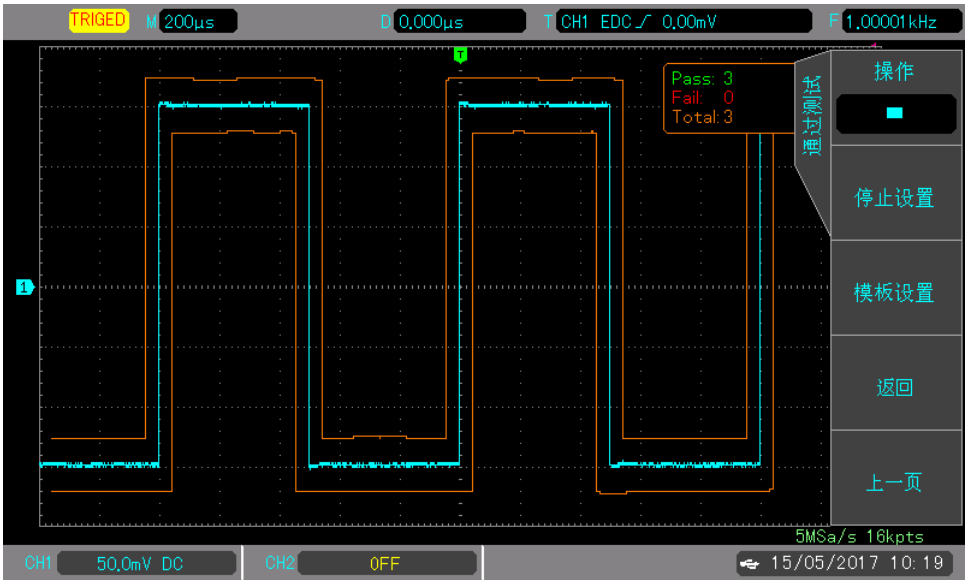 TRIGED M 200µs D 0.000µs T CH1 EDC 0.00mV F 1.00001kHz
T
Pass: 3
Fail: 0
Total: 3
通过测试
操作
停止设置
模板设置
返回
上一页
1
5MSa/s 16kpts
CH1 50.0mV DC CH2 OFF 15/05/2017 10:19